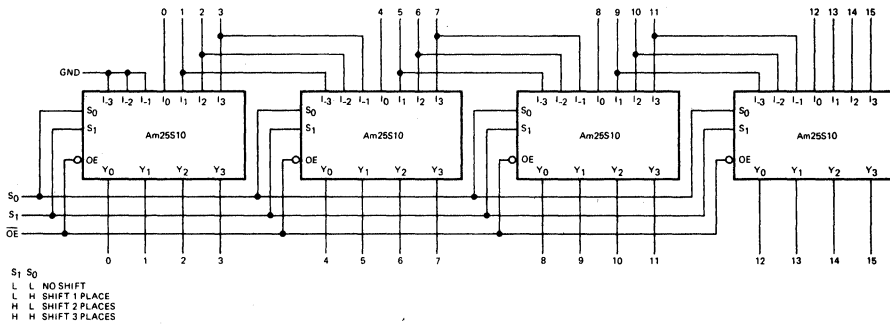 0 1 2 3 4 5 6 7 8 9 10 11 12 13 14 15
GND
I-3 I-2 I-1 I0 I1 I2 I3 I-3 I-2 I-1 I0 I1 I2 I3 I-3 I-2 I-1 I0 I1 I2 I3 I-3 I-2 I-1 I0 I1 I2 I3
S0 S0 S0 S0
S1 Am25S10 S1 Am25S10 S1 Am25S10 S1 Am25S10
OE OE OE OE
Y0 Y1 Y2 Y3 Y0 Y1 Y2 Y3 Y0 Y1 Y2 Y3 Y0 Y1 Y2 Y3
S0
S1
OE
0 1 2 3 4 5 6 7 8 9 10 11 12 13 14 15
S1 S0
L L NO SHIFT
L H SHIFT 1 PLACE
H L SHIFT 2 PLACES
H H SHIFT 3 PLACES